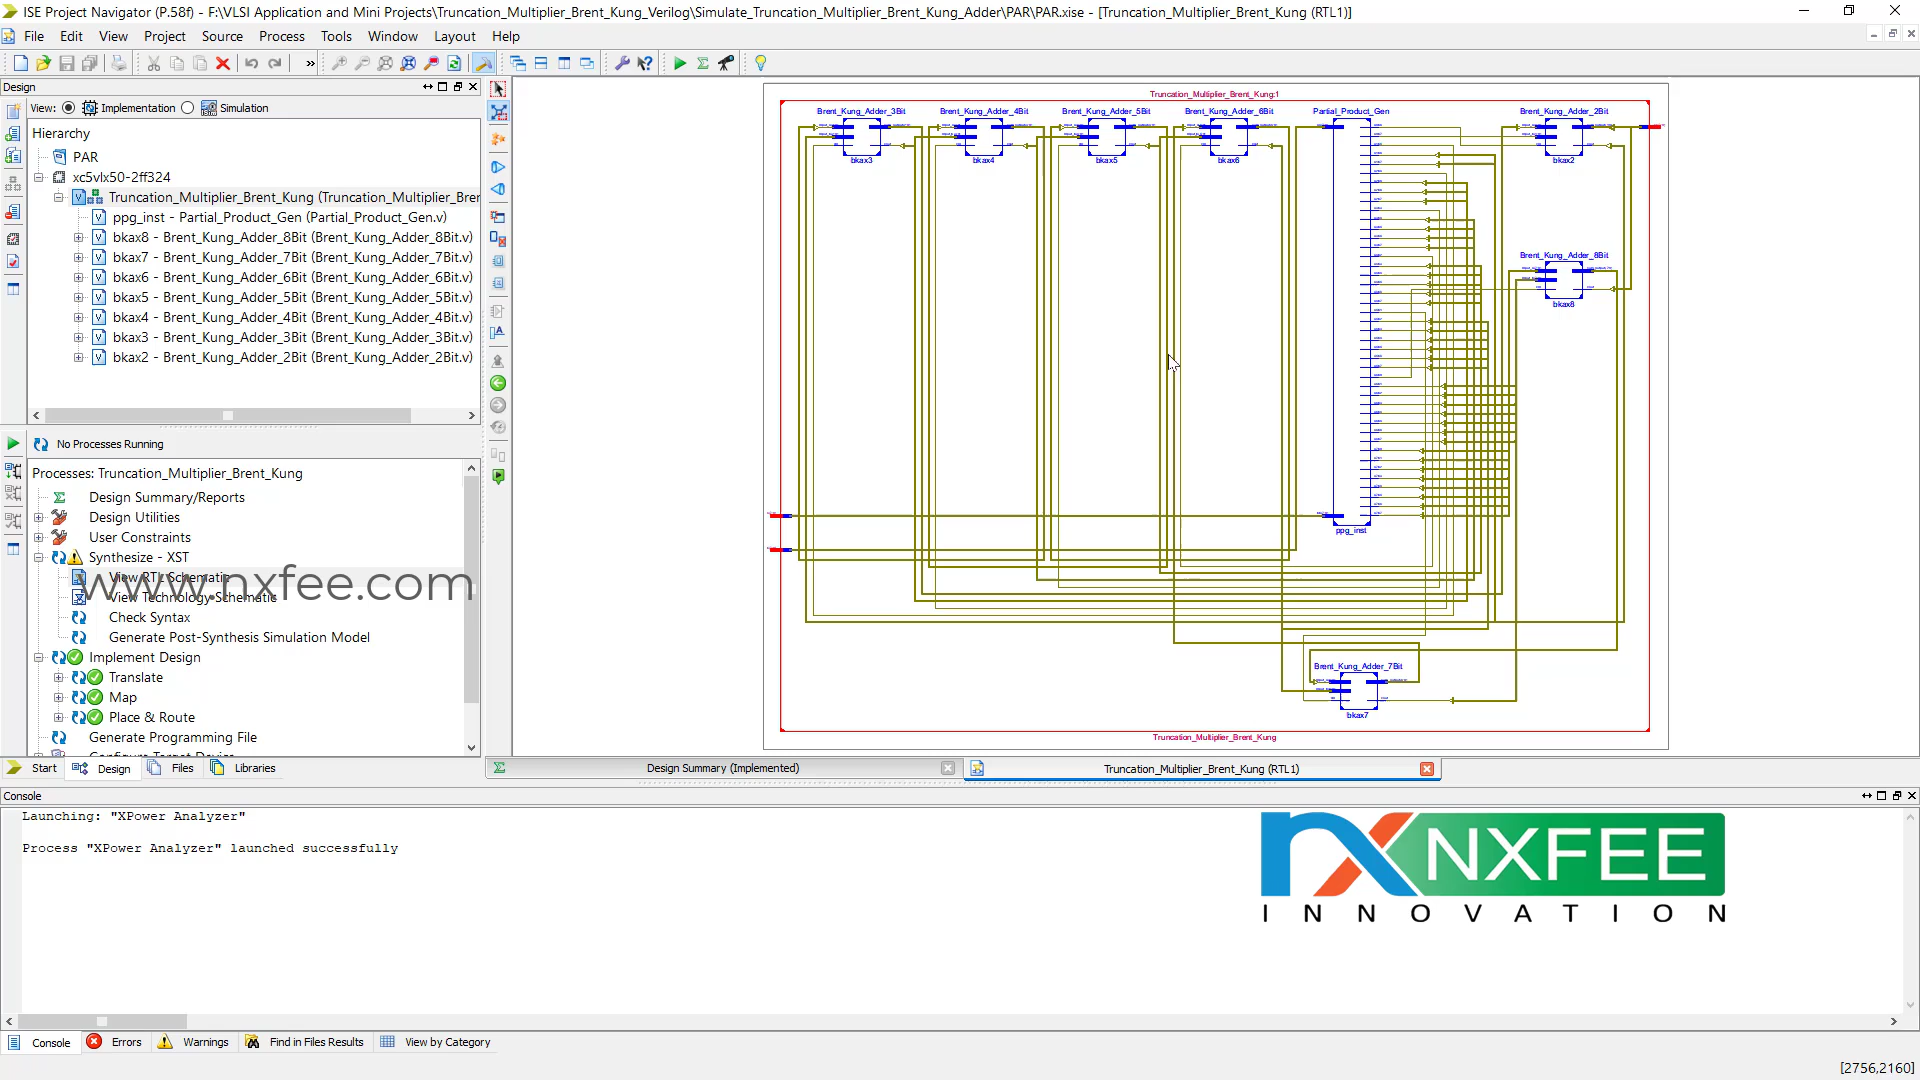 ISE Project Navigator (P.58f) - F:\VLSI Application and Mini Projects\Truncation_Multiplier_Brent_Kung_Verilog\Simulate_Truncation_Multiplier_Brent_Kung_Adder\PAR\PAR.xise - [Truncation_Multiplier_Brent_Kung (RTL1)]
File Edit View Project Source Process Tools Window Layout Help
Design
View: Implementation Simulation
Hierarchy
PAR
xc5vlx50-2ff324
Truncation_Multiplier_Brent_Kung (Truncation_Multiplier_Brer
ppg_inst - Partial_Product_Gen (Partial_Product_Gen.v)
bkax8 - Brent_Kung_Adder_8Bit (Brent_Kung_Adder_8Bit.v)
bkax7 - Brent_Kung_Adder_7Bit (Brent_Kung_Adder_7Bit.v)
bkax6 - Brent_Kung_Adder_6Bit (Brent_Kung_Adder_6Bit.v)
bkax5 - Brent_Kung_Adder_5Bit (Brent_Kung_Adder_5Bit.v)
bkax4 - Brent_Kung_Adder_4Bit (Brent_Kung_Adder_4Bit.v)
bkax3 - Brent_Kung_Adder_3Bit (Brent_Kung_Adder_3Bit.v)
bkax2 - Brent_Kung_Adder_2Bit (Brent_Kung_Adder_2Bit.v)
No Processes Running
Processes: Truncation_Multiplier_Brent_Kung
Design Summary/Reports
Design Utilities
User Constraints
Synthesize - XST
View RTL Schematic
www.nxfee.com
View Technology Schematic
Check Syntax
Generate Post-Synthesis Simulation Model
Implement Design
Translate
Map
Place & Route
Generate Programming File
Configure Target Device
Start Design Files Libraries
Truncation_Multiplier_Brent_Kung:1
Brent_Kung_Adder_3Bit Brent_Kung_Adder_4Bit Brent_Kung_Adder_5Bit Brent_Kung_Adder_6Bit Partial_Product_Gen Brent_Kung_Adder_2Bit
bkax3 bkax4 bkax5 bkax6 bkax2
Brent_Kung_Adder_8Bit
bkax8
ppg_inst
Brent_Kung_Adder_7Bit
bkax7
Truncation_Multiplier_Brent_Kung
Design Summary (Implemented) Truncation_Multiplier_Brent_Kung (RTL1)
Console
Launching: "XPower Analyzer"
Process "XPower Analyzer" launched successfully
NXFEE
INNOVATION
Console Errors Warnings Find in Files Results View by Category
[2756,2160]